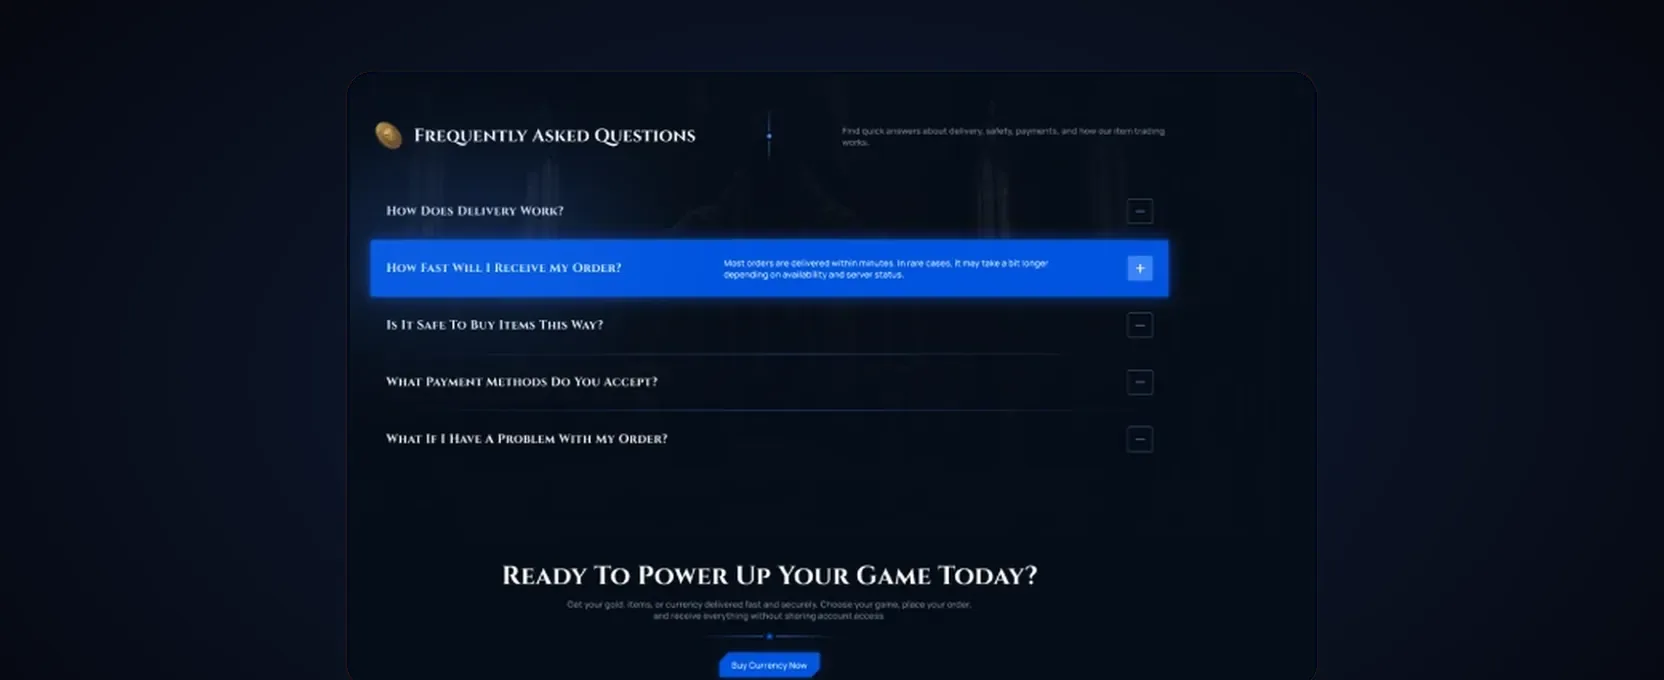 Frequently Asked Questions
Find quick answers about delivery, safety, payments, and how our item trading
works.
How Does Delivery Work?
How Fast Will I Receive My Order?
Most orders are delivered within minutes. In rare cases, it may take a bit longer
depending on availability and server status.
Is It Safe To Buy Items This Way?
What Payment Methods Do You Accept?
What If I Have A Problem With My Order?
Ready To Power Up Your Game Today?
Get your gold, items, or currency delivered fast and securely. Choose your game, place your order,
and receive everything without sharing account access
Buy Currency Now